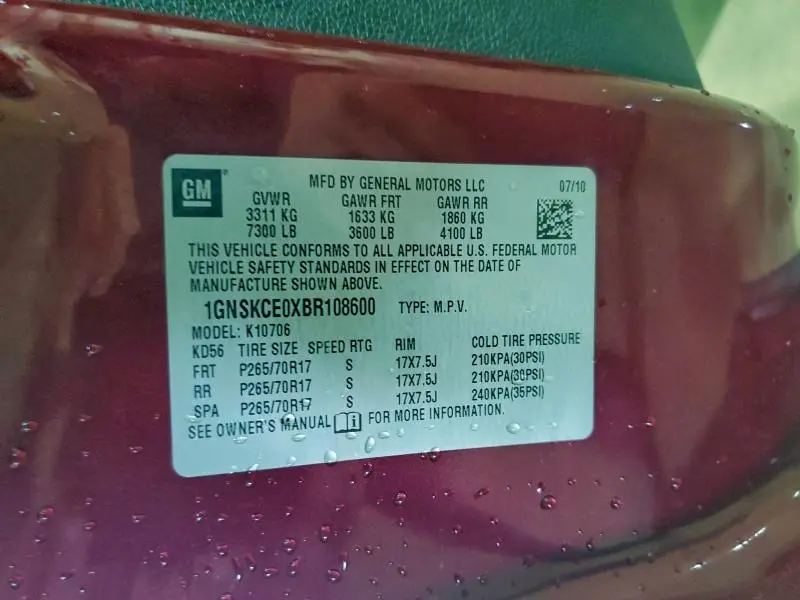 GM
MFD BY GENERAL MOTORS LLC 07/10
GVWR GAWR FRT GAWR RR
3311 KG 1633 KG 1860 KG
7300 LB 3600 LB 4100 LB
THIS VEHICLE CONFORMS TO ALL APPLICABLE U.S. FEDERAL MOTOR
VEHICLE SAFETY STANDARDS IN EFFECT ON THE DATE OF
MANUFACTURE SHOWN ABOVE.
1GNSKCE0XBR108600 TYPE: M.P.V.
MODEL: K10706
KD56 TIRE SIZE SPEED RTG RIM COLD TIRE PRESSURE
FRT P265/70R17 S 17X7.5J 210KPA(30PSI)
RR P265/70R17 S 17X7.5J 210KPA(30PSI)
SPA P265/70R17 S 17X7.5J 240KPA(35PSI)
SEE OWNER'S MANUAL i FOR MORE INFORMATION.